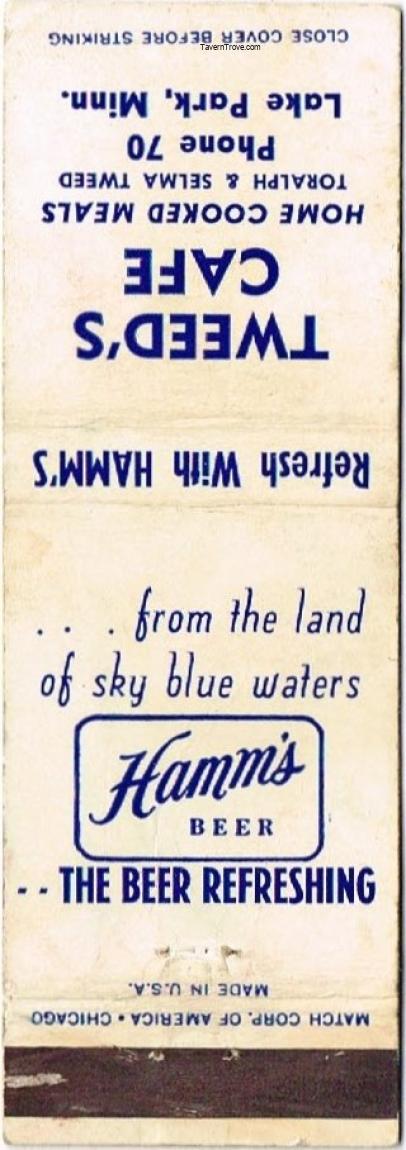 CLOSE COVER BEFORE STRIKING
TavernTrove.com
TWEED'S
CAFE
HOME COOKED MEALS
TORALPH & SELMA TWEED
Phone 70
Lake Park, Minn.
Refresh With HAMM'S
. . . from the land
of sky blue waters
Hamm's
BEER
-- THE BEER REFRESHING
MATCH CORP. OF AMERICA • CHICAGO
MADE IN U.S.A.